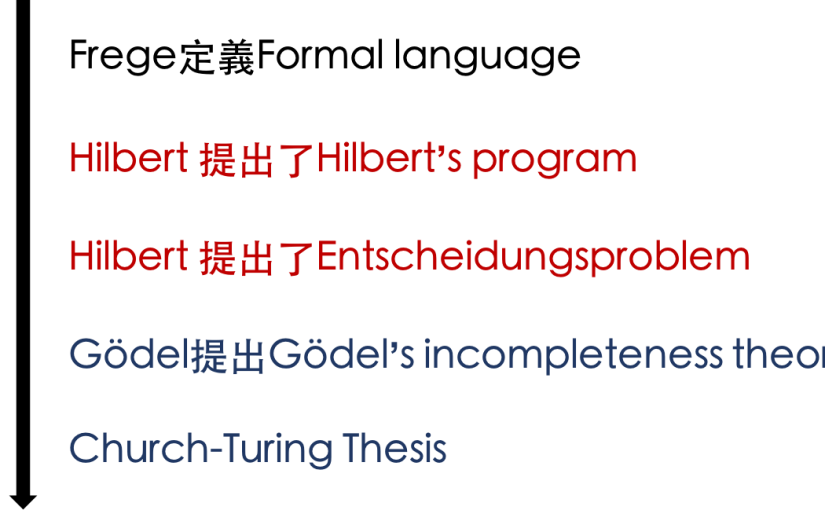 Frege定義Formal language
Hilbert 提出了Hilbert’s program
Hilbert 提出了Entscheidungsproblem
Gödel提出Gödel’s incompleteness
Church-Turing Thesis